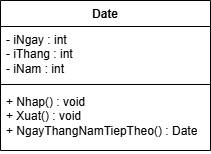 Date
- iNgay : int
- iThang : int
- iNam : int
+ Nhap() : void
+ Xuat() : void
+ NgayThangNamTiepTheo() : Date